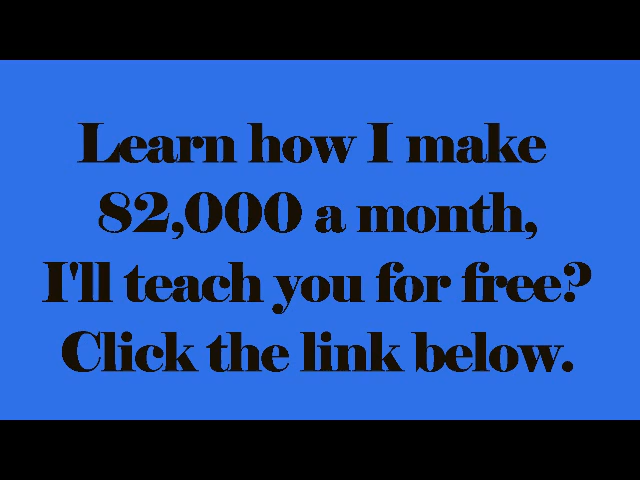 Learn how I make
82,000 a month,
I'll teach you for free?
Click the link below.